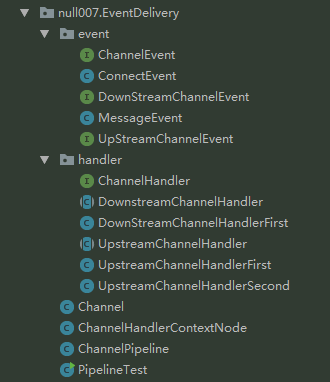 null007.EventDelivery
event
ChannelEvent
ConnectEvent
DownStreamChannelEvent
MessageEvent
UpStreamChannelEvent
handler
ChannelHandler
DownstreamChannelHandler
DownStreamChannelHandlerFirst
UpstreamChannelHandler
UpstreamChannelHandlerFirst
UpstreamChannelHandlerSecond
Channel
ChannelHandlerContextNode
ChannelPipeline
PipelineTest